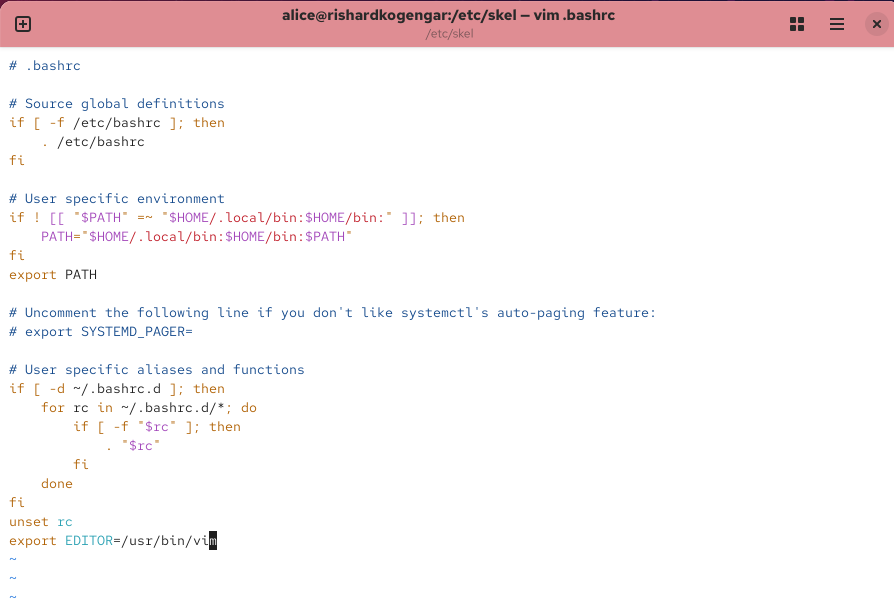 alice@rishardkogengar:/etc/skel — vim .bashrc
/etc/skel
# .bashrc

# Source global definitions
if [ -f /etc/bashrc ]; then
    . /etc/bashrc
fi

# User specific environment
if ! [[ "$PATH" =~ "$HOME/.local/bin:$HOME/bin:" ]]; then
    PATH="$HOME/.local/bin:$HOME/bin:$PATH"
fi
export PATH

# Uncomment the following line if you don't like systemctl's auto-paging feature:
# export SYSTEMD_PAGER=

# User specific aliases and functions
if [ -d ~/.bashrc.d ]; then
    for rc in ~/.bashrc.d/*; do
        if [ -f "$rc" ]; then
            . "$rc"
        fi
    done
fi
unset rc
export EDITOR=/usr/bin/vim
~
~
~